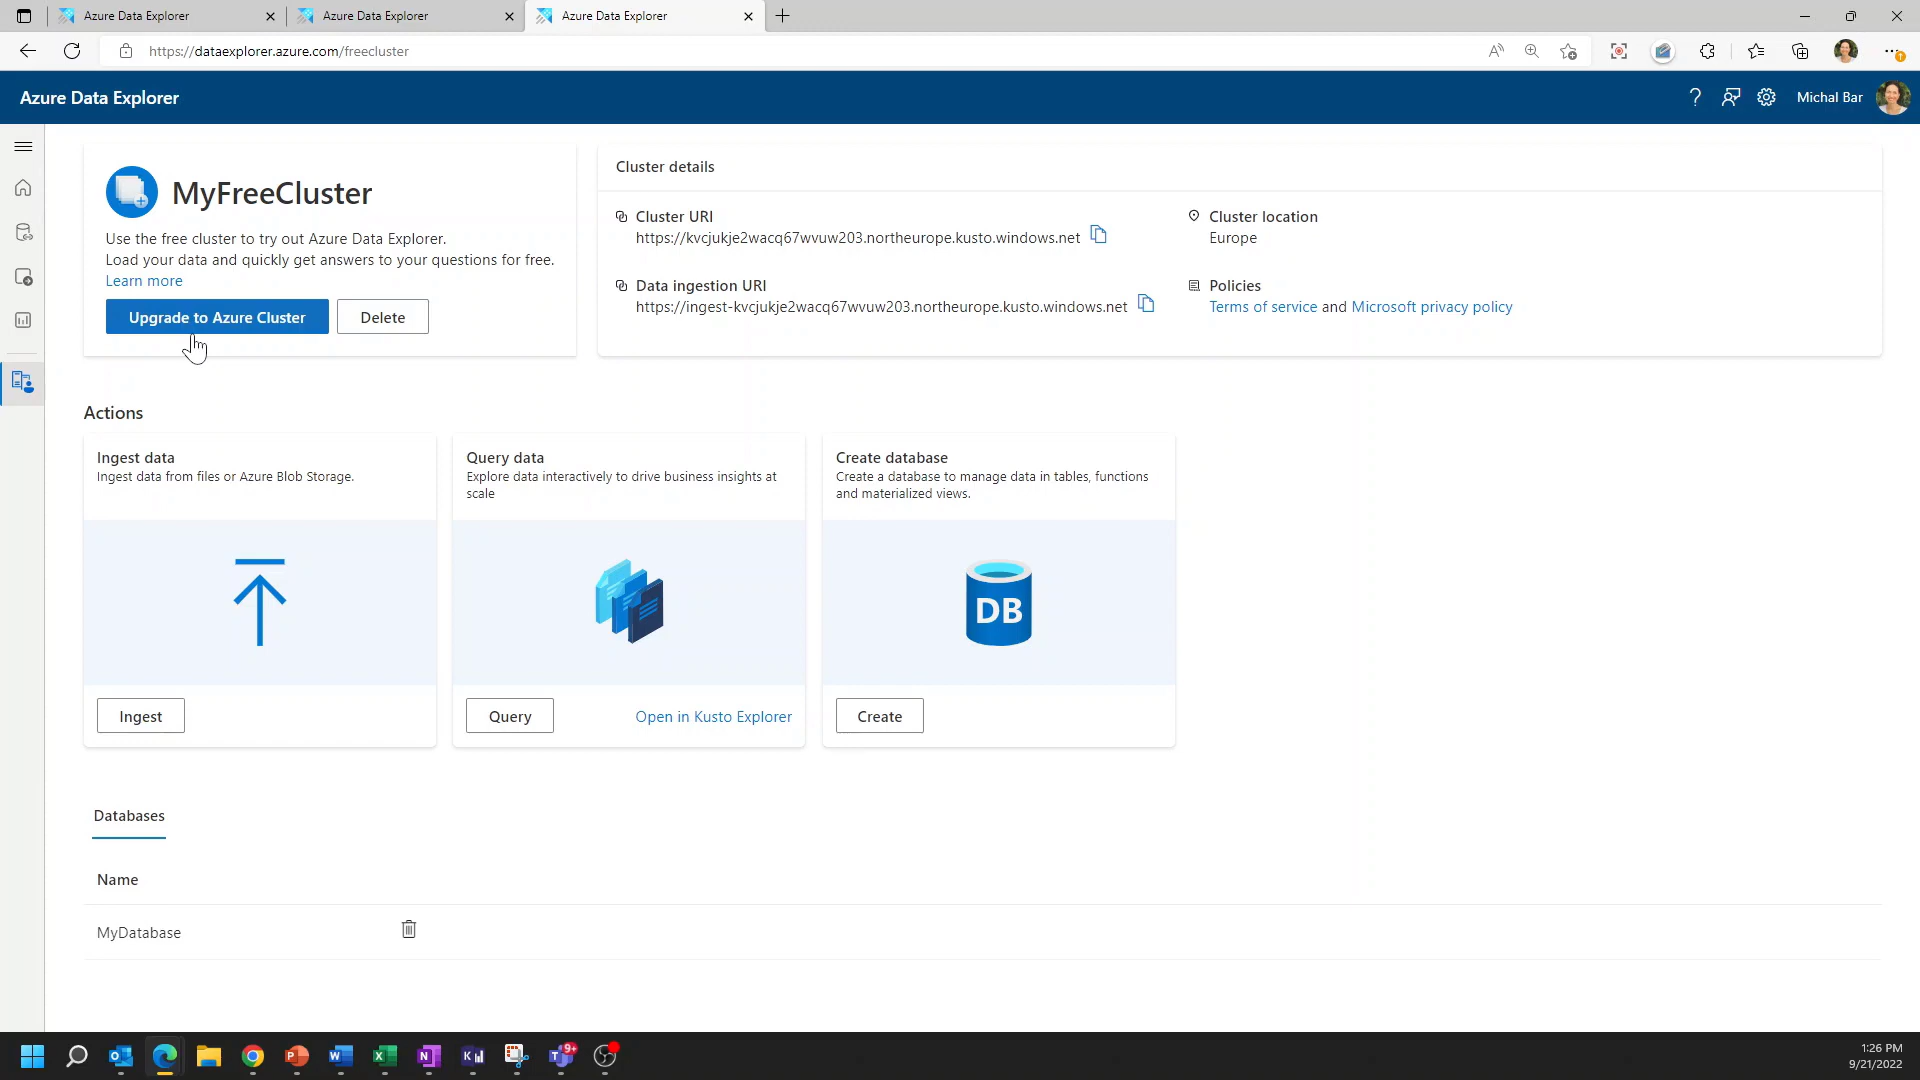 Azure Data Explorer
Azure Data Explorer
Azure Data Explorer
https://dataexplorer.azure.com/freecluster
Azure Data Explorer
Michal Bar
MyFreeCluster
Use the free cluster to try out Azure Data Explorer.
Load your data and quickly get answers to your questions for free.
Learn more
Upgrade to Azure Cluster
Delete
Cluster details
Cluster URI
https://kvcjukje2wacq67wvuw203.northeurope.kusto.windows.net
Cluster location
Europe
Data ingestion URI
https://ingest-kvcjukje2wacq67wvuw203.northeurope.kusto.windows.net
Policies
Terms of service and Microsoft privacy policy
Actions
Ingest data
Ingest data from files or Azure Blob Storage.
Ingest
Query data
Explore data interactively to drive business insights at
scale
Query
Open in Kusto Explorer
Create database
Create a database to manage data in tables, functions
and materialized views.
DB
Create
Databases
Name
MyDatabase
9+
1:26 PM
9/21/2022